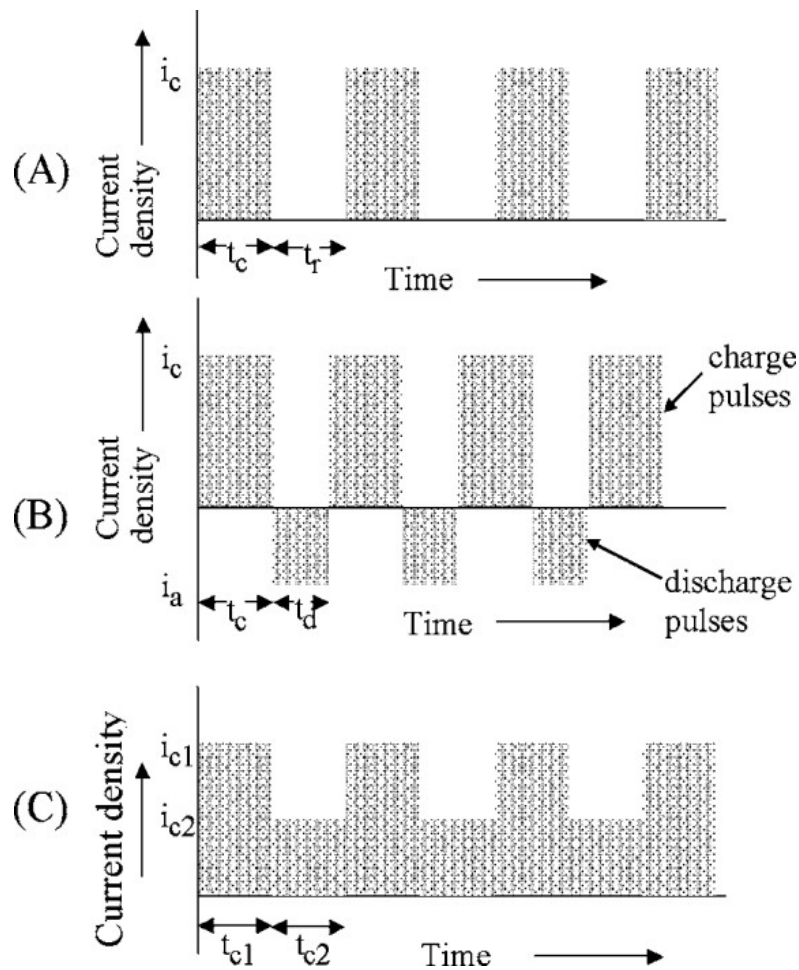 (A)
Current
density
i_c
t_c
t_r
Time
(B)
Current
density
i_c
i_a
t_c
t_d
Time
charge
pulses
discharge
pulses
(C)
Current density
i_c1
i_c2
t_c1
t_c2
Time